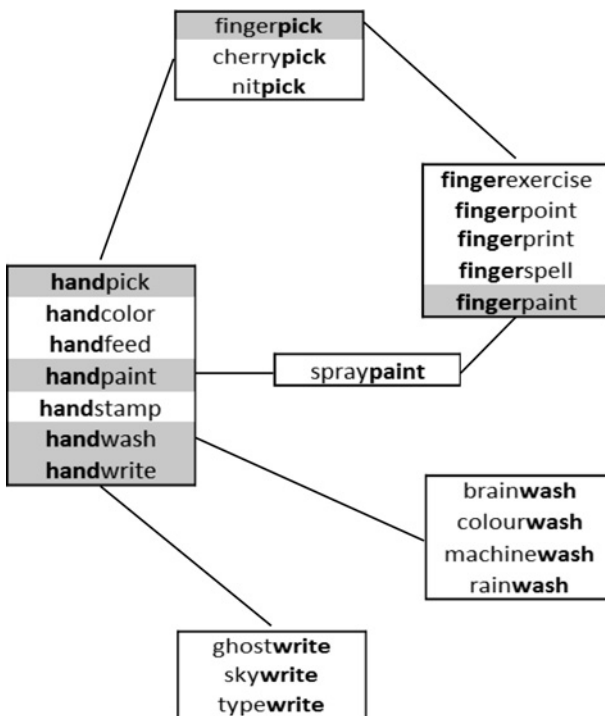 fingerpick
cherrypick
nitpick
fingerexercise
fingerpoint
fingerprint
fingerspell
fingerpaint
handpick
handcolor
handfeed
handpaint
handstamp
handwash
handwrite
spraypaint
brainwash
colourwash
machinewash
rainwash
ghostwrite
skywrite
typewrite